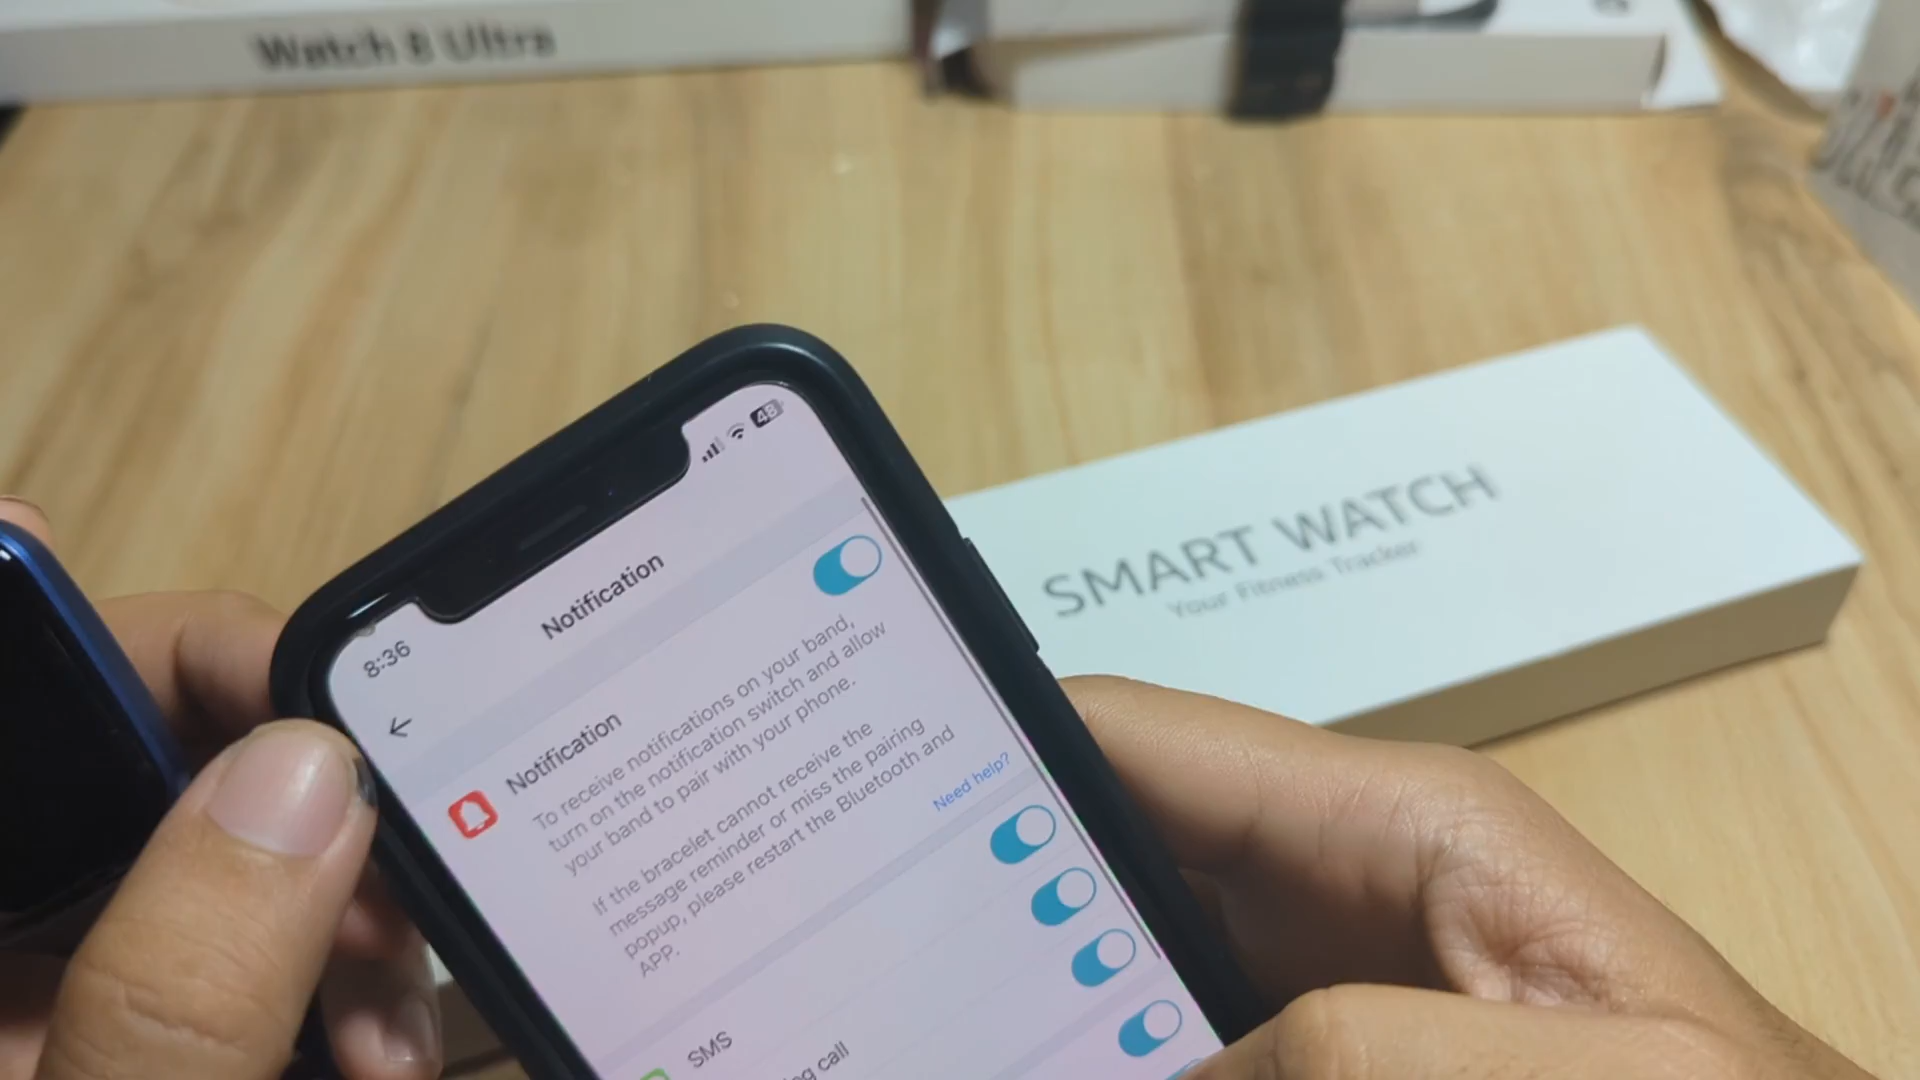 Watch 8 Ultra
SMART WATCH
Your Fitness Tracker
48
8:36
Notification
Notification
To receive notifications on your band,
turn on the notification switch and allow
your band to pair with your phone.
If the bracelet cannot receive the
message reminder or miss the pairing
popup, please restart the Bluetooth and
APP.
Need help?
SMS
call